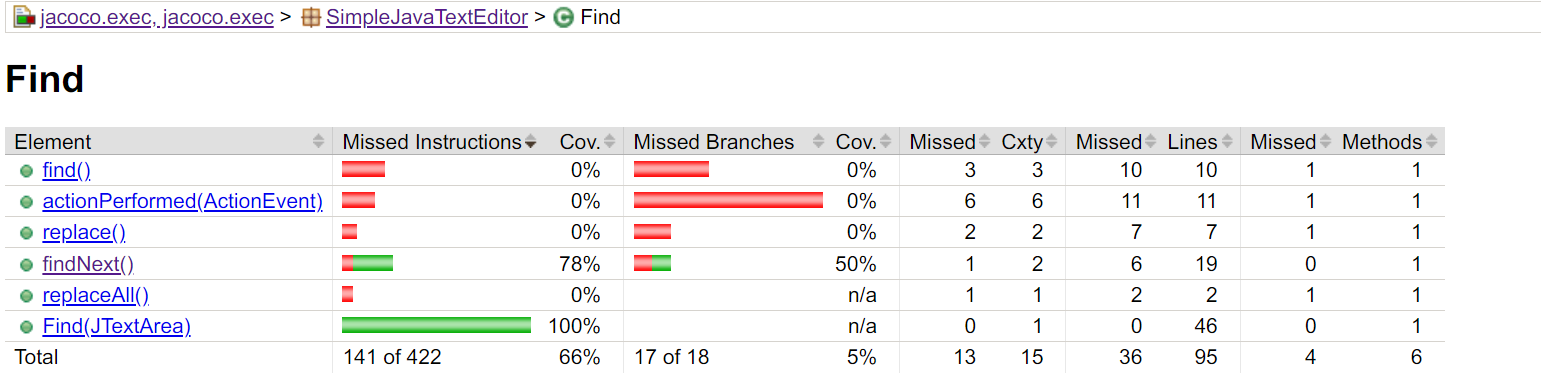 jacoco.exec, jacoco.exec > SimpleJavaTextEditor > Find
Find
Element Missed Instructions Cov. Missed Branches Cov. Missed Cxty Missed Lines Missed Methods
find() 0% 0% 3 3 10 10 1 1
actionPerformed(ActionEvent) 0% 0% 6 6 11 11 1 1
replace() 0% 0% 2 2 7 7 1 1
findNext() 78% 50% 1 2 6 19 0 1
replaceAll() 0% n/a 1 1 2 2 1 1
Find(JTextArea) 100% n/a 0 1 0 46 0 1
Total 141 of 422 66% 17 of 18 5% 13 15 36 95 4 6